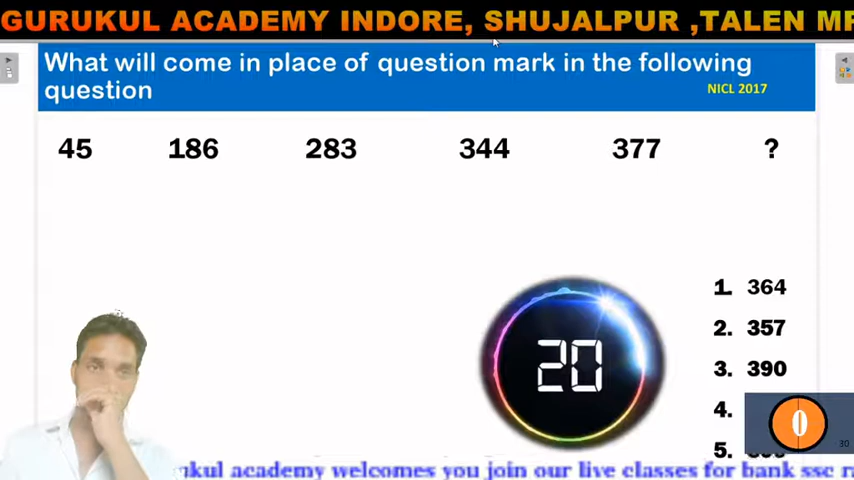 GURUKUL ACADEMY INDORE, SHUJALPUR ,TALEN MP
What will come in place of question mark in the following
question
NICL 2017
45 186 283 344 377 ?
1. 364
2. 357
3. 390
4.
5.
20
0
30
academy welcomes you join our live classes for bank ssc